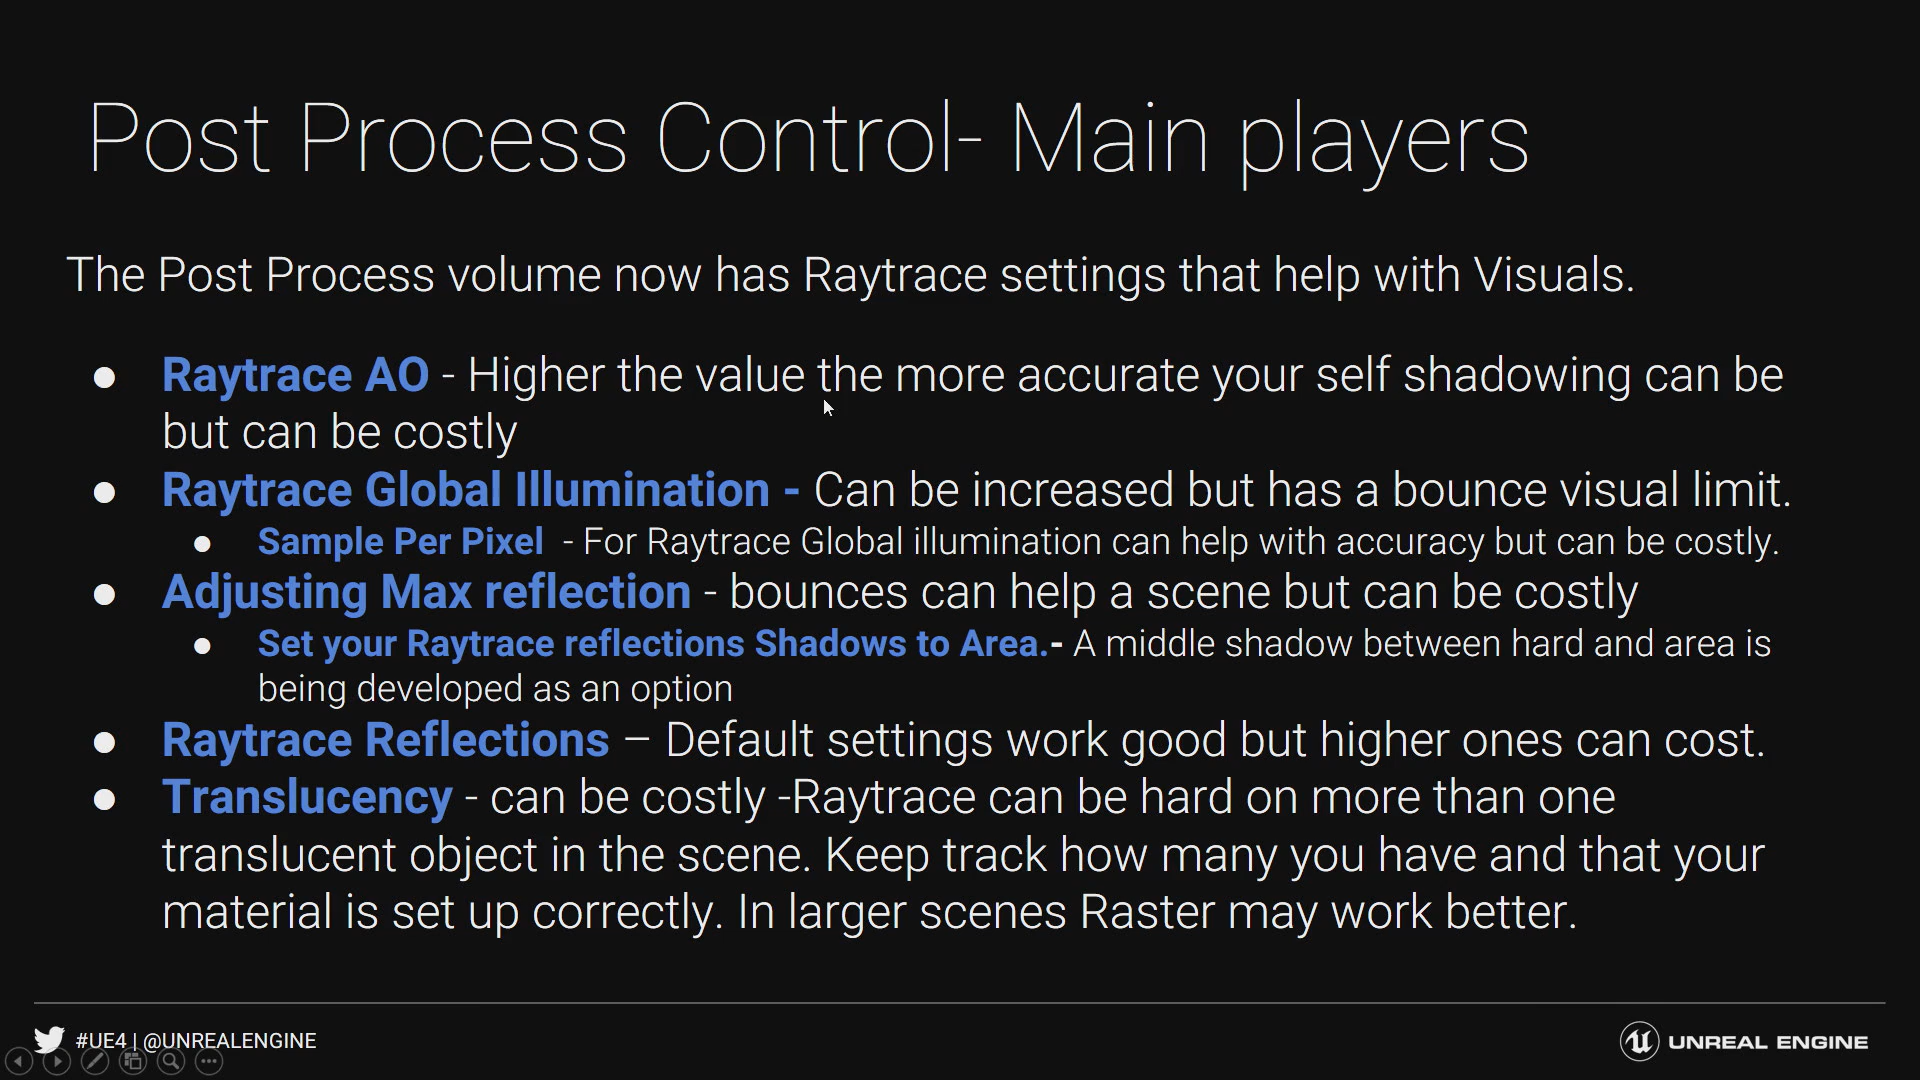 Post Process Control- Main players
The Post Process volume now has Raytrace settings that help with Visuals.
● Raytrace AO - Higher the value the more accurate your self shadowing can be
but can be costly
● Raytrace Global Illumination - Can be increased but has a bounce visual limit.
● Sample Per Pixel - For Raytrace Global illumination can help with accuracy but can be costly.
● Adjusting Max reflection - bounces can help a scene but can be costly
● Set your Raytrace reflections Shadows to Area.- A middle shadow between hard and area is
being developed as an option
● Raytrace Reflections – Default settings work good but higher ones can cost.
● Translucency - can be costly -Raytrace can be hard on more than one
translucent object in the scene. Keep track how many you have and that your
material is set up correctly. In larger scenes Raster may work better.
#UE4 | @UNREALENGINE
UNREAL ENGINE